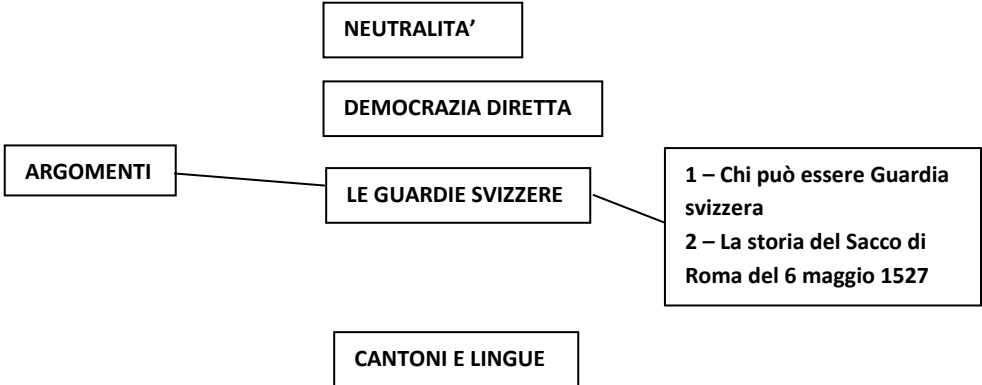 NEUTRALITA’
DEMOCRAZIA DIRETTA
ARGOMENTI
LE GUARDIE SVIZZERE
1 – Chi può essere Guardia
svizzera
2 – La storia del Sacco di
Roma del 6 maggio 1527
CANTONI E LINGUE